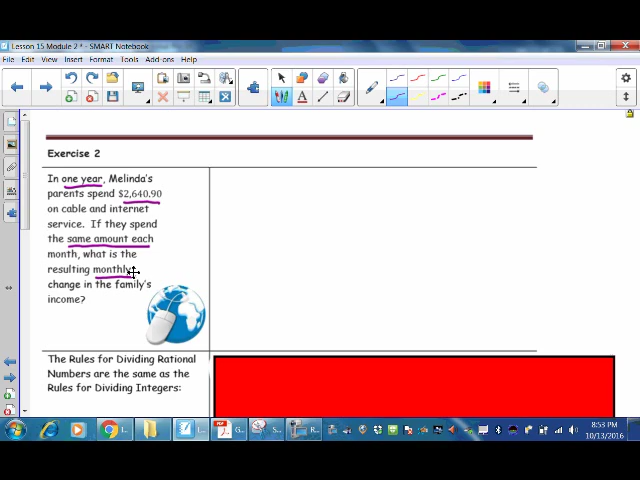 Lesson 15 Module 2 * - SMART Notebook
File Edit View Insert Format Tools Add-ons Help
Exercise 2
In one year, Melinda's
parents spend $2,640.90
on cable and internet
service. If they spend
the same amount each
month, what is the
resulting monthly
change in the family's
income?
The Rules for Dividing Rational
Numbers are the same as the
Rules for Dividing Integers:
8:53 PM
10/13/2016